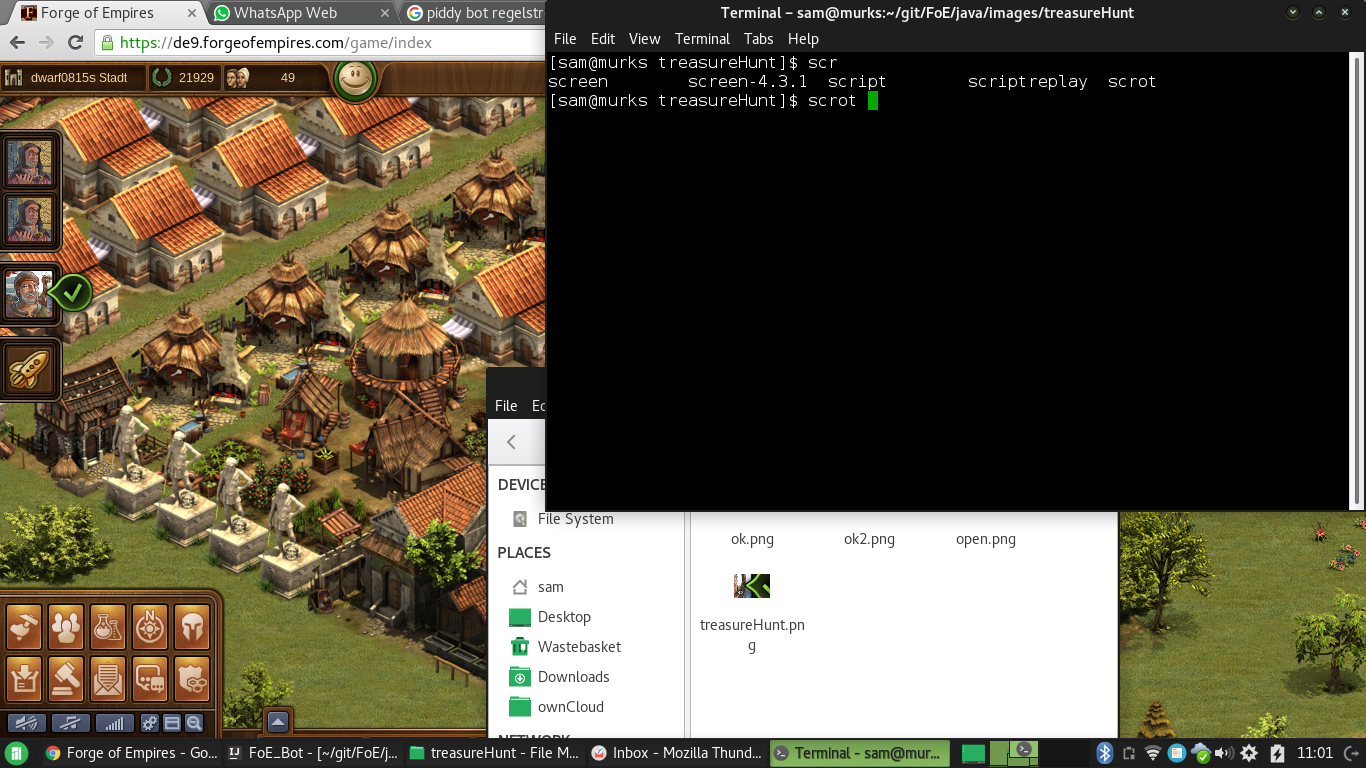 Forge of Empires
WhatsApp Web
piddy bot regelstr
https://de9.forgeofempires.com/game/index
dwarf0815s Stadt
21929
49
Terminal – sam@murks:~/git/FoE/java/images/treasureHunt
File Edit View Terminal Tabs Help
[sam@murks treasureHunt]$ scr
screen screen-4.3.1 script scriptreplay scrot
[sam@murks treasureHunt]$ scrot
File
DEVICE
File System
PLACES
sam
Desktop
Wastebasket
Downloads
ownCloud
ok.png
ok2.png
open.png
treasureHunt.pn
g
N
Forge of Empires - Go...
FoE_Bot - [~/git/FoE/j...
treasureHunt - File M...
Inbox - Mozilla Thund...
Terminal - sam@mur...
11:01